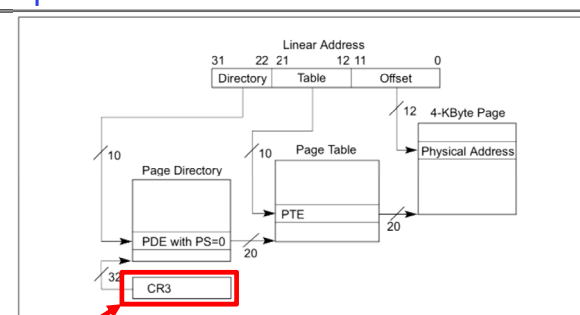 Linear Address
31 22 21 12 11 0
Directory Table Offset
12 4-KByte Page
10 10 Page Table Physical Address
Page Directory
PTE
20
PDE with PS=0 20
32
CR3